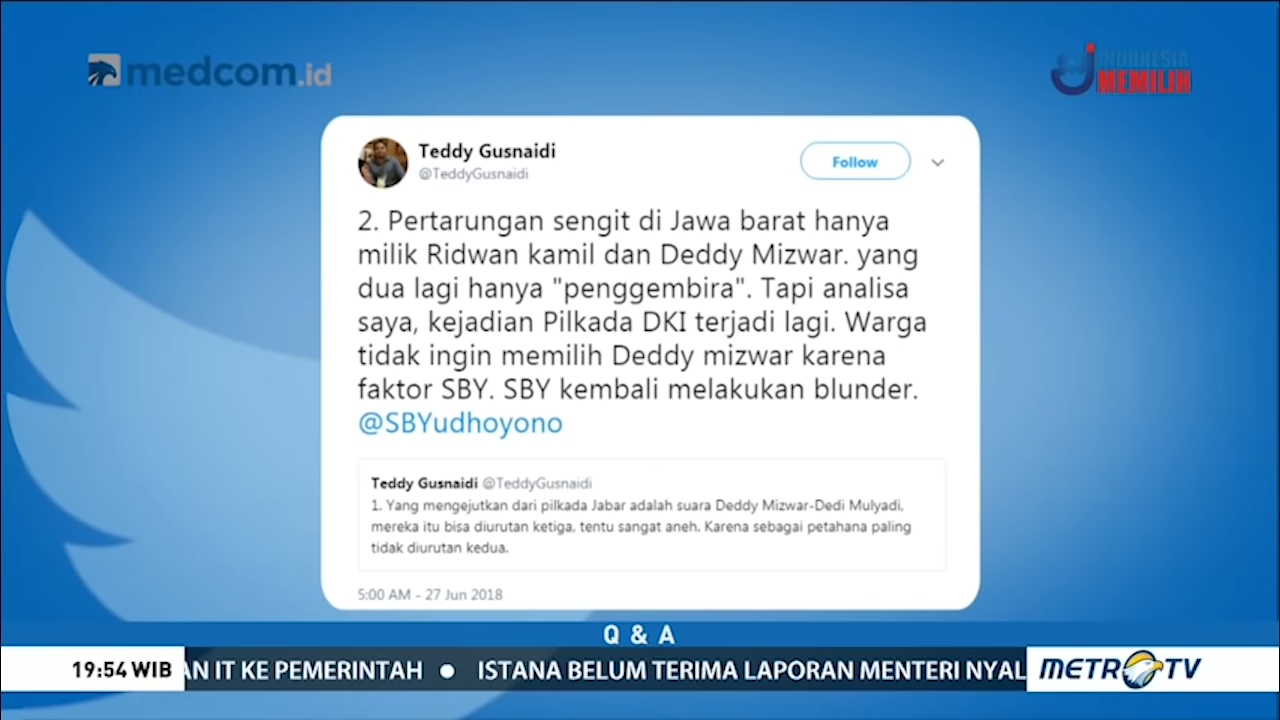 medcom.id
INDONESIA
MEMILIH
Teddy Gusnaidi
@TeddyGusnaidi
Follow
2. Pertarungan sengit di Jawa barat hanya
milik Ridwan kamil dan Deddy Mizwar. yang
dua lagi hanya "penggembira". Tapi analisa
saya, kejadian Pilkada DKI terjadi lagi. Warga
tidak ingin memilih Deddy mizwar karena
faktor SBY. SBY kembali melakukan blunder.
@SBYudhoyono
Teddy Gusnaidi @TeddyGusnaidi
1. Yang mengejutkan dari pilkada Jabar adalah suara Deddy Mizwar-Dedi Mulyadi,
mereka itu bisa diurutan ketiga, tentu sangat aneh. Karena sebagai petahana paling
tidak diurutan kedua.
5:00 AM - 27 Jun 2018
Q & A
19:54 WIB AN IT KE PEMERINTAH ● ISTANA BELUM TERIMA LAPORAN MENTERI NYAL METRO TV